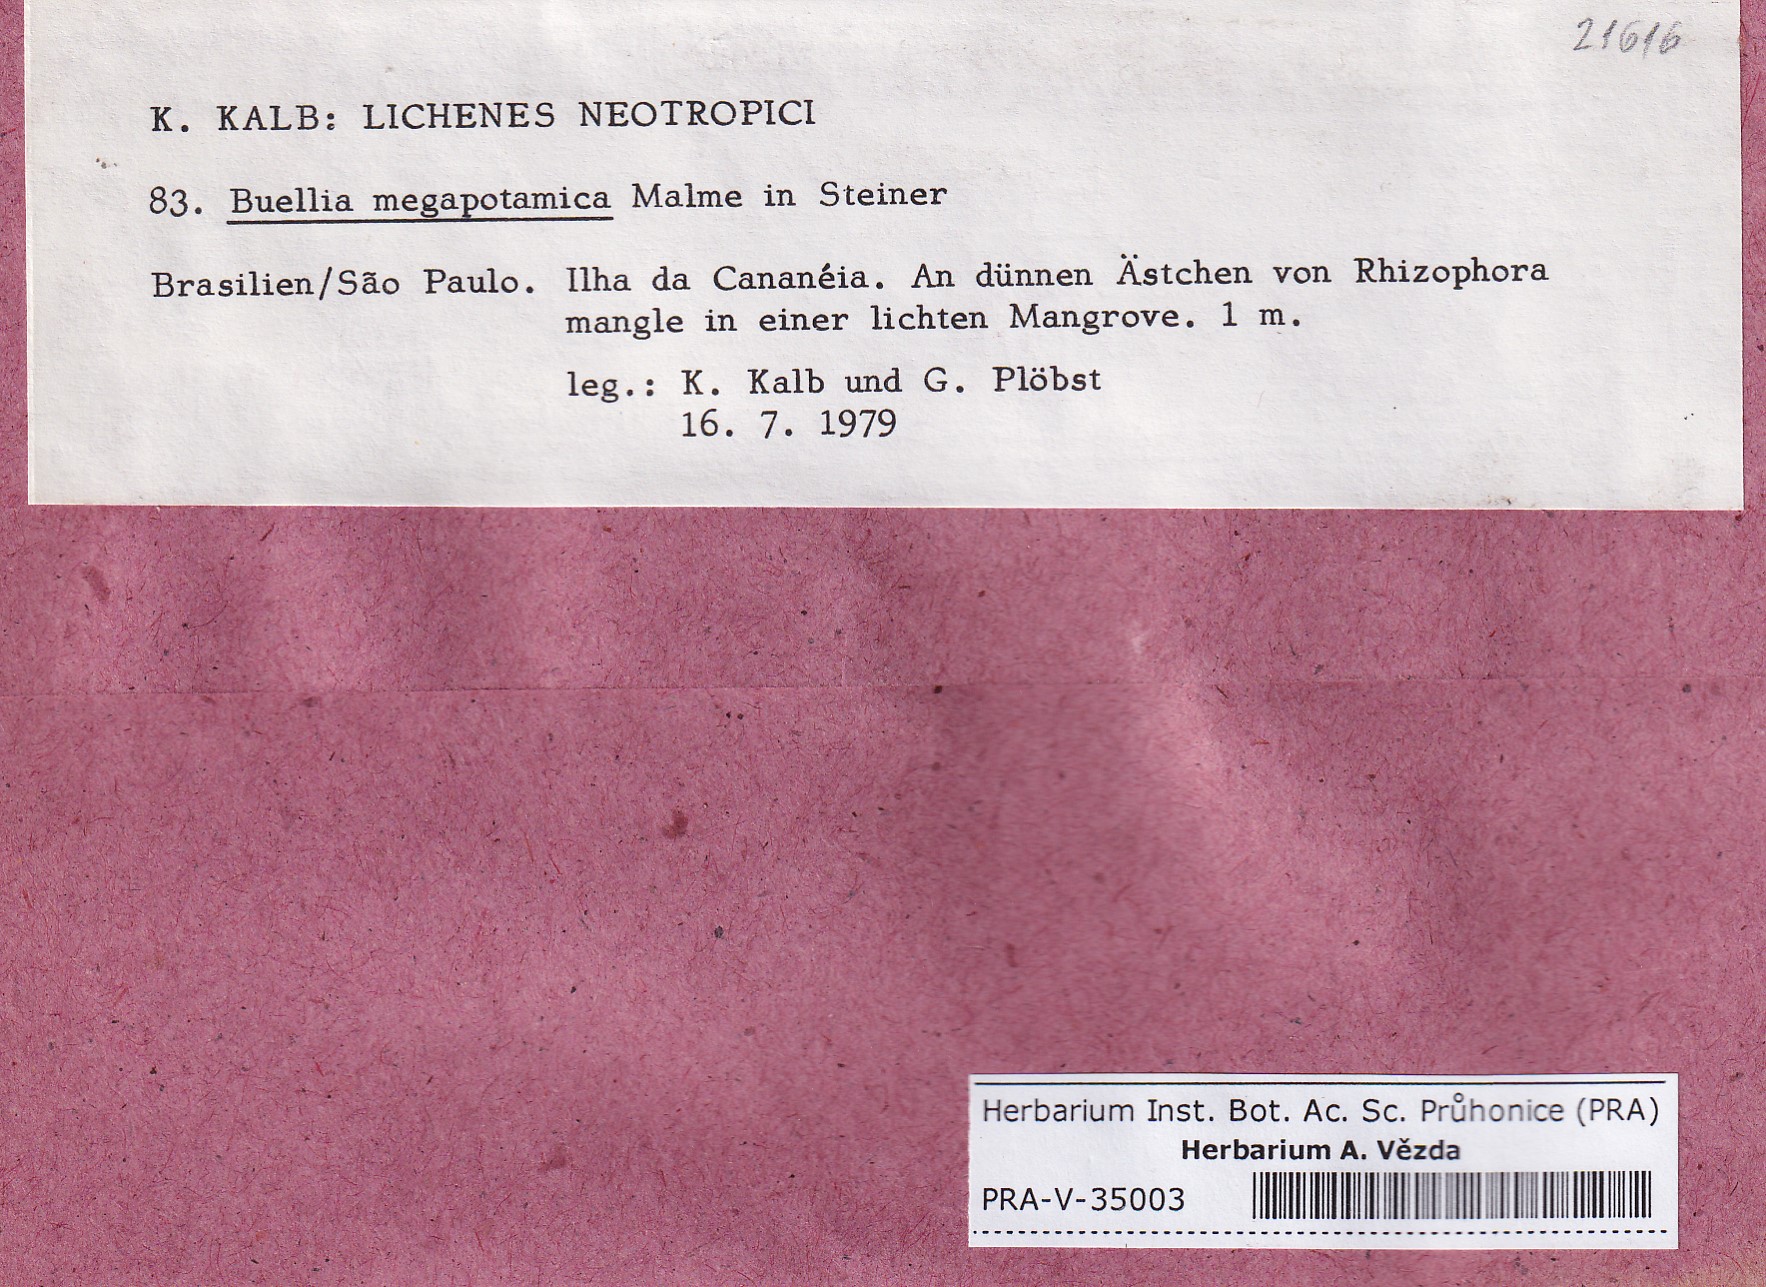 21616
K. KALB: LICHENES NEOTROPICI
83. Buellia megapotamica Malme in Steiner
Brasilien/São Paulo. Ilha da Cananéia. An dünnen Ästchen von Rhizophora
mangle in einer lichten Mangrove. 1 m.
leg.: K. Kalb und G. Plöbst
16. 7. 1979
Herbarium Inst. Bot. Ac. Sc. Průhonice (PRA)
Herbarium A. Vězda
PRA-V-35003